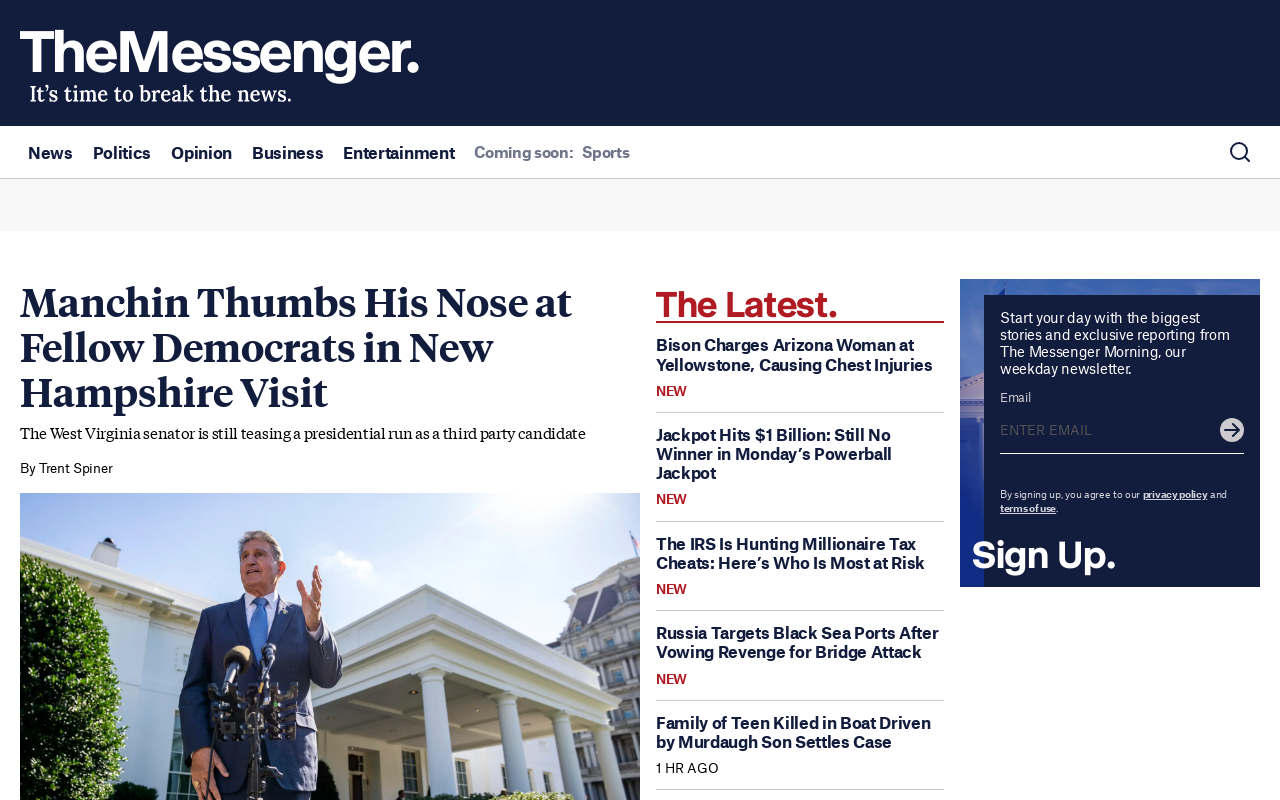 TheMessenger.
It's time to break the news.
News Politics Opinion Business Entertainment Coming soon: Sports
Manchin Thumbs His Nose at
Fellow Democrats in New
Hampshire Visit
The West Virginia senator is still teasing a presidential run as a third party candidate
By Trent Spiner
The Latest.
Bison Charges Arizona Woman at
Yellowstone, Causing Chest Injuries
NEW
Jackpot Hits $1 Billion: Still No
Winner in Monday's Powerball
Jackpot
NEW
The IRS Is Hunting Millionaire Tax
Cheats: Here's Who Is Most at Risk
NEW
Russia Targets Black Sea Ports After
Vowing Revenge for Bridge Attack
NEW
Family of Teen Killed in Boat Driven
by Murdaugh Son Settles Case
1 HR AGO
Start your day with the biggest
stories and exclusive reporting from
The Messenger Morning, our
weekday newsletter.
Email
ENTER EMAIL
By signing up, you agree to our privacy policy and
terms of use.
Sign Up.